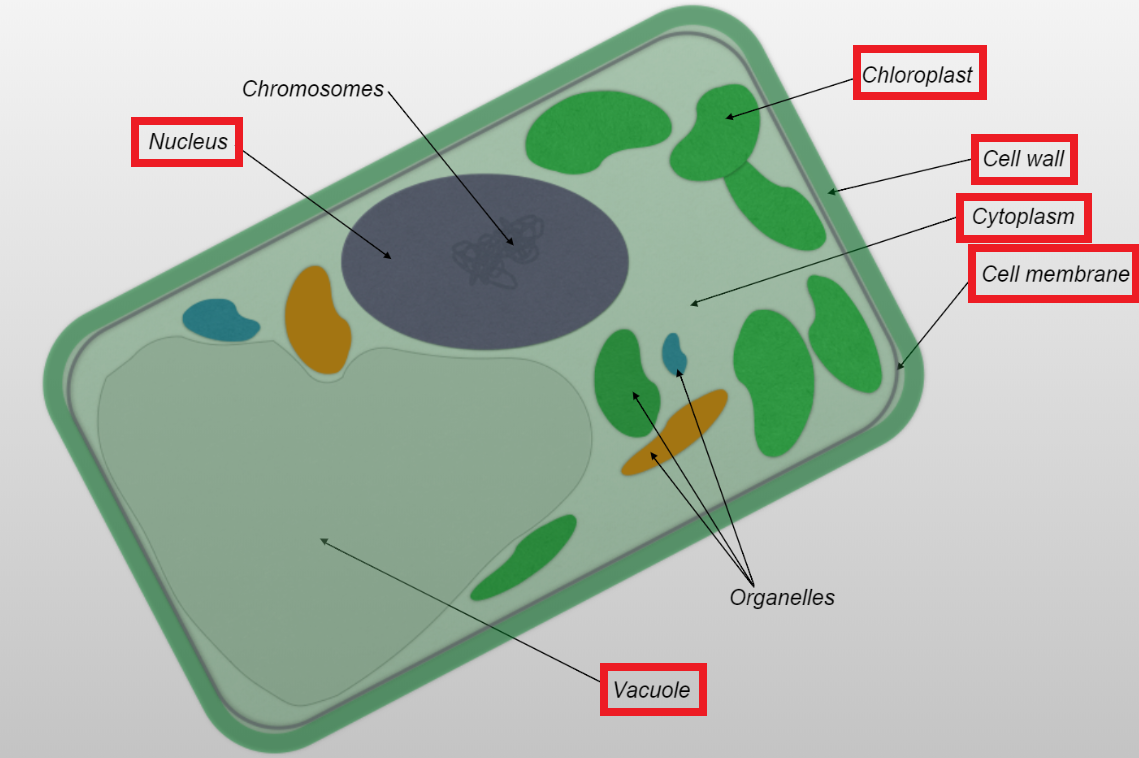 Chloroplast
Chromosomes
Nucleus
Cell wall
Cytoplasm
Cell membrane
Organelles
Vacuole